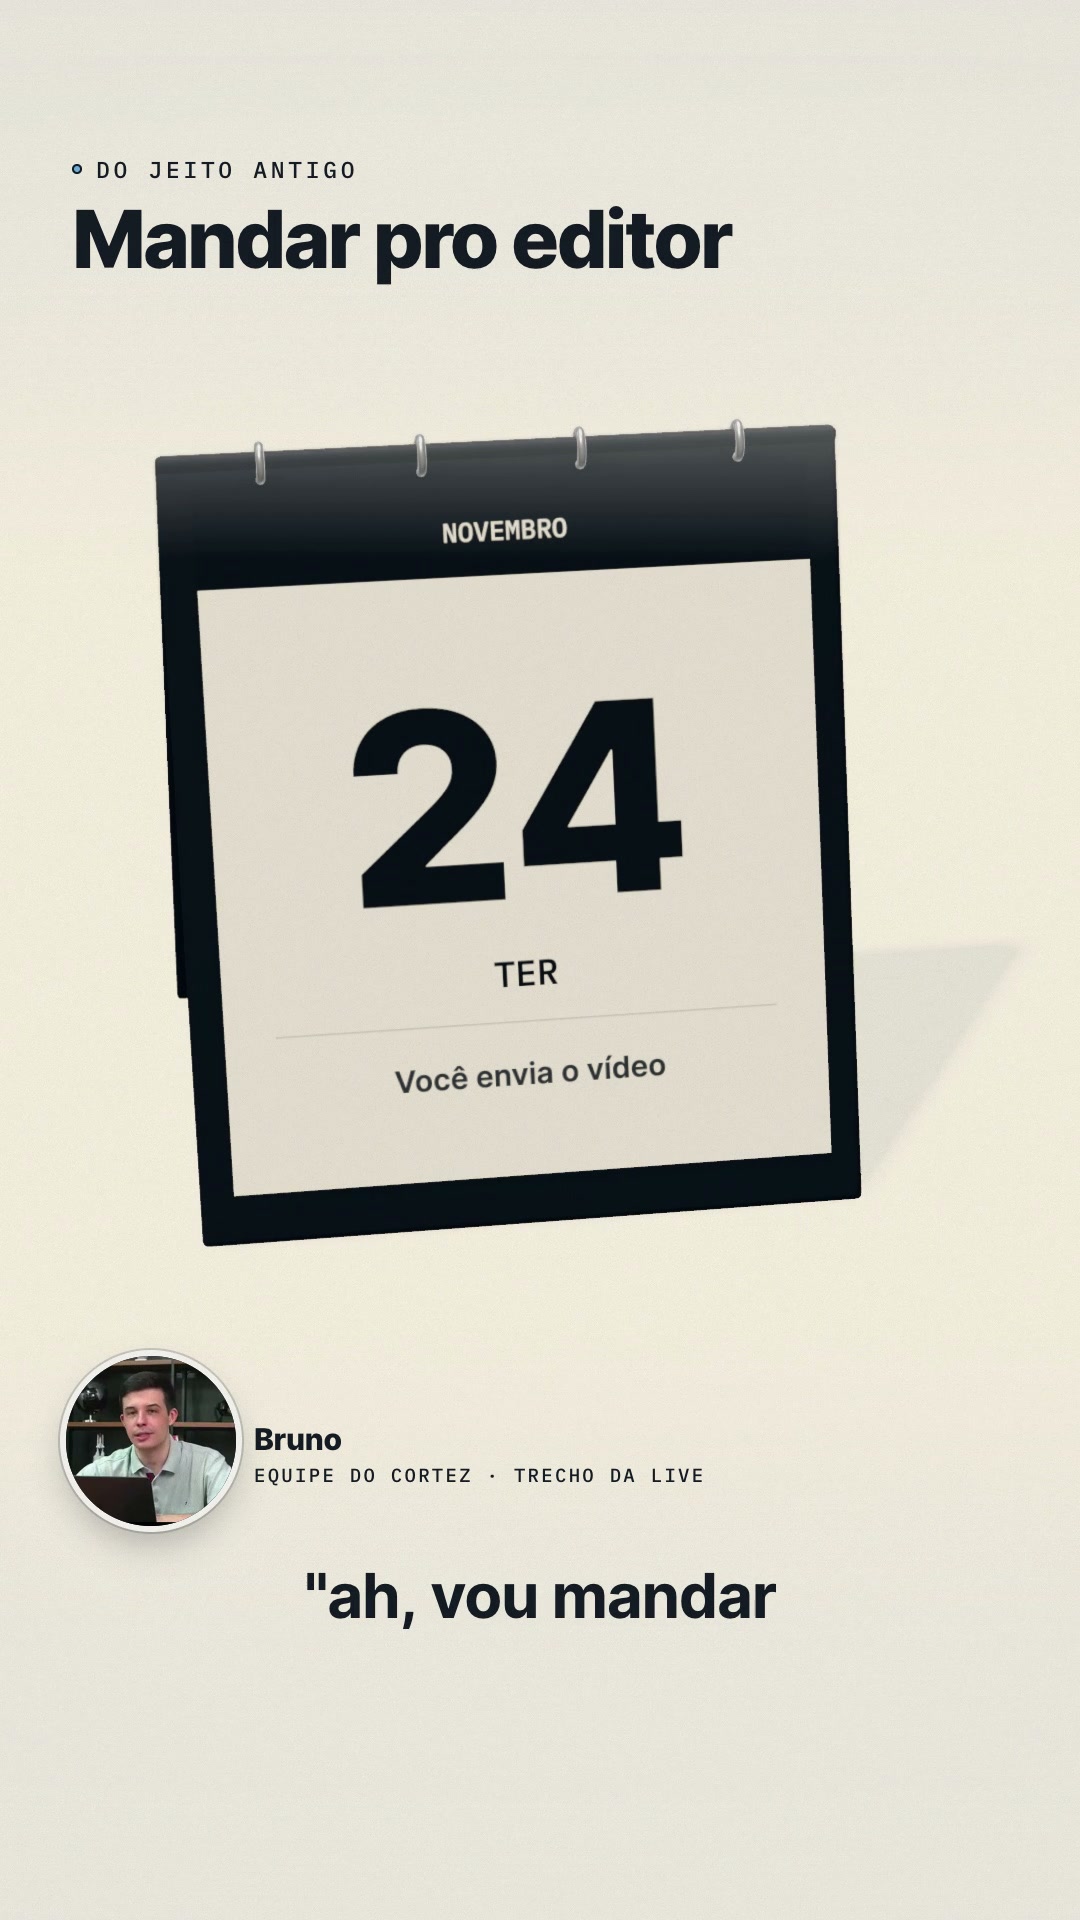 DO JEITO ANTIGO
Mandar pro editor
NOVEMBRO
24
TER
Você envia o vídeo
Bruno
EQUIPE DO CORTEZ · TRECHO DA LIVE
"ah, vou mandar